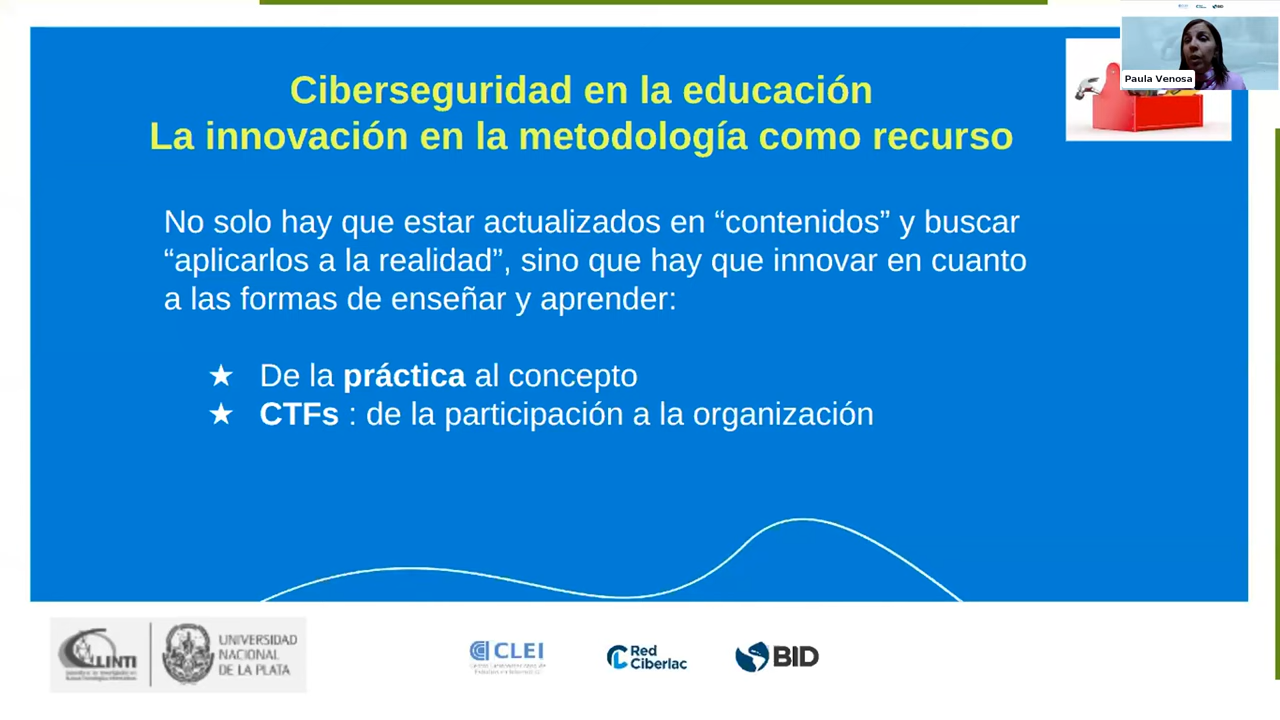 Paula Venosa
Ciberseguridad en la educación
La innovación en la metodología como recurso
No solo hay que estar actualizados en “contenidos” y buscar
“aplicarlos a la realidad”, sino que hay que innovar en cuanto
a las formas de enseñar y aprender:
★ De la práctica al concepto
★ CTFs : de la participación a la organización
LINTI
UNIVERSIDAD
NACIONAL
DE LA PLATA
CLEI
Red
Ciberlac
BID